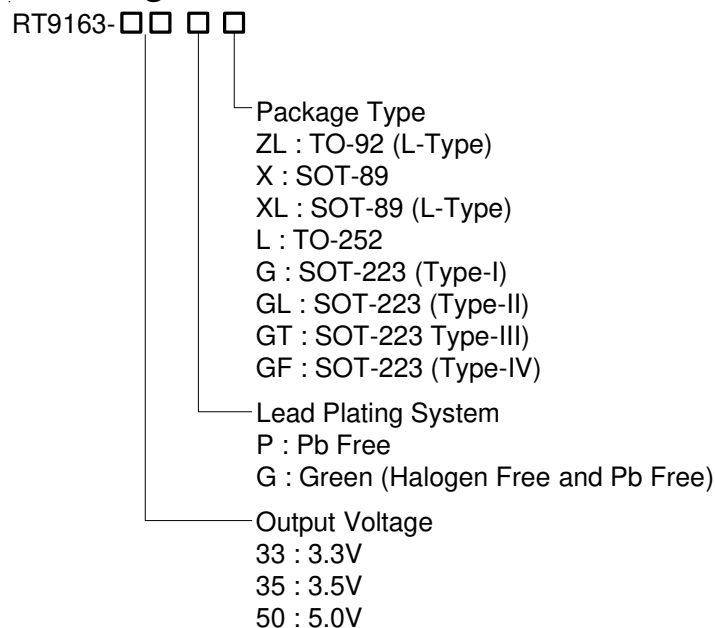 RT9163-
Package Type
ZL : TO-92 (L-Type)
X : SOT-89
XL : SOT-89 (L-Type)
L : TO-252
G : SOT-223 (Type-I)
GL : SOT-223 (Type-II)
GT : SOT-223 Type-III)
GF : SOT-223 (Type-IV)
Lead Plating System
P : Pb Free
G : Green (Halogen Free and Pb Free)
Output Voltage
33 : 3.3V
35 : 3.5V
50 : 5.0V